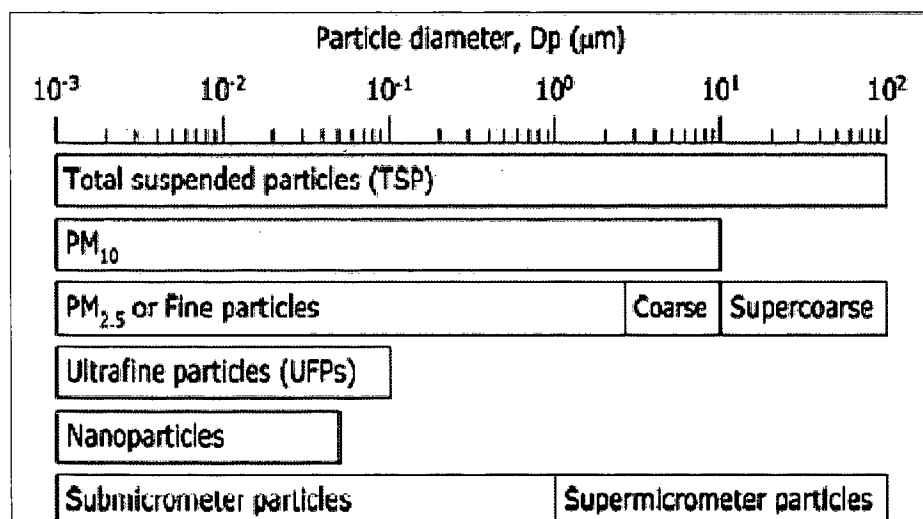 Particle diameter, Dp (μm)
10⁻³ 10⁻² 10⁻¹ 10⁰ 10¹ 10²
Total suspended particles (TSP)
PM₁₀
PM₂.₅ or Fine particles Coarse Supercoarse
Ultrafine particles (UFPs)
Nanoparticles
Submicrometer particles Supermicrometer particles